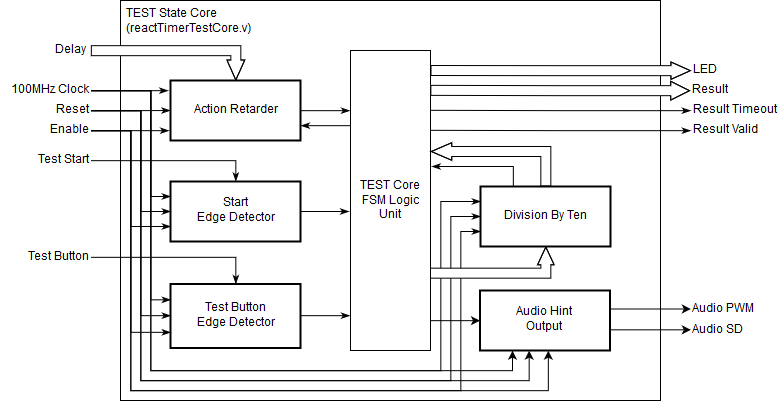 TEST State Core
(reactTimerTestCore.v)
Delay
100MHz Clock
Reset
Enable
Action Retarder
Test Start
Start
Edge Detector
Test Button
Test Button
Edge Detector
TEST Core
FSM Logic
Unit
Division By Ten
Audio Hint
Output
LED
Result
Result Timeout
Result Valid
Audio PWM
Audio SD